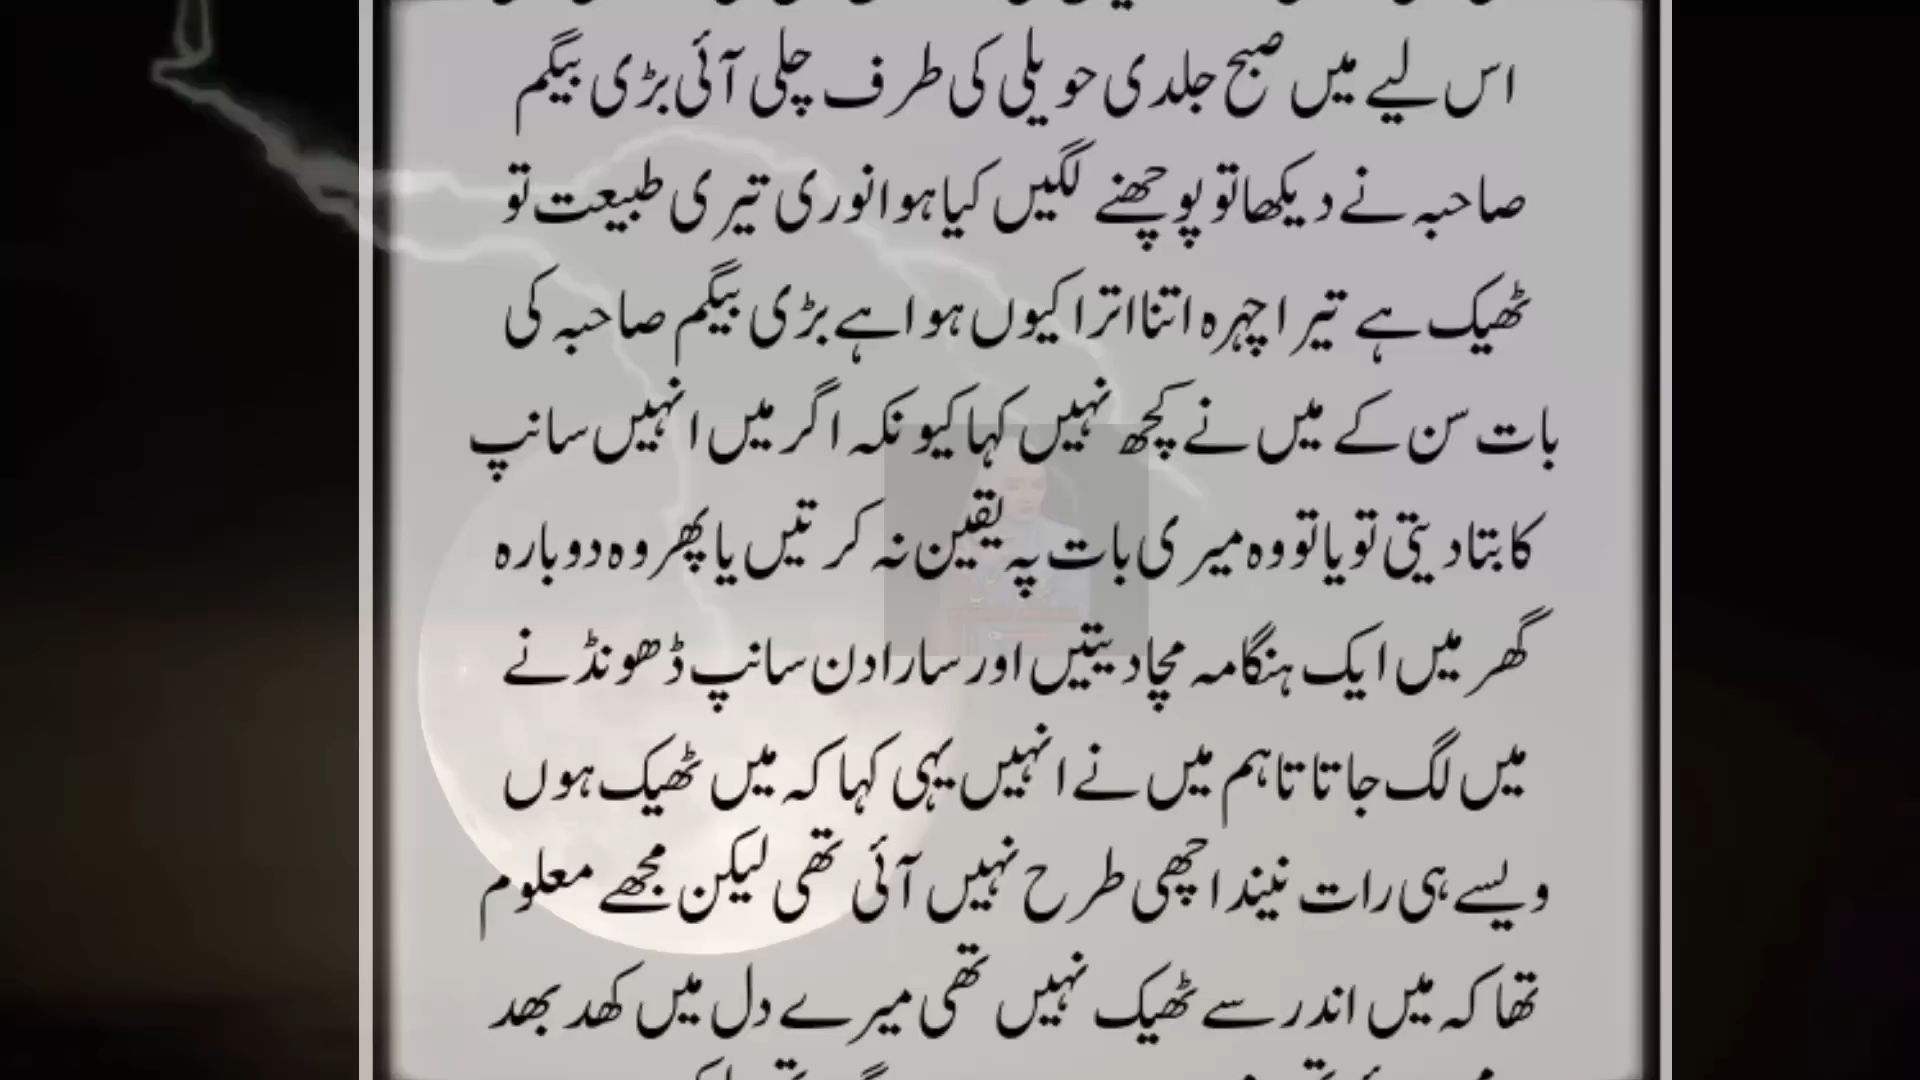 اس لیے میں صبح جلدی حویلی کی طرف چلی آئی بڑی بیگم
صاحبہ نے دیکھا تو پوچھنے لگیں کیا ہوا نوری تیری طبیعت تو
ٹھیک ہے تیرا چہرہ اتنا اترا کیوں ہوا ہے بڑی بیگم صاحبہ کی
بات سن کے میں نے کچھ نہیں کہا کیونکہ اگر میں انہیں سانپ
کا بتا دیتی تو یا تو وہ میری بات پہ یقین نہ کرتیں یا پھر وہ دوبارہ
گھر میں ایک ہنگامہ مچا دیتیں اور سارا دن سانپ ڈھونڈنے
میں لگ جاتا تاہم میں نے انہیں یہی کہا کہ میں ٹھیک ہوں
ویسے ہی رات نیند اچھی طرح نہیں آئی تھی لیکن مجھے معلوم
تھا کہ میں اندر سے ٹھیک نہیں تھی میرے دل میں کھد بھد